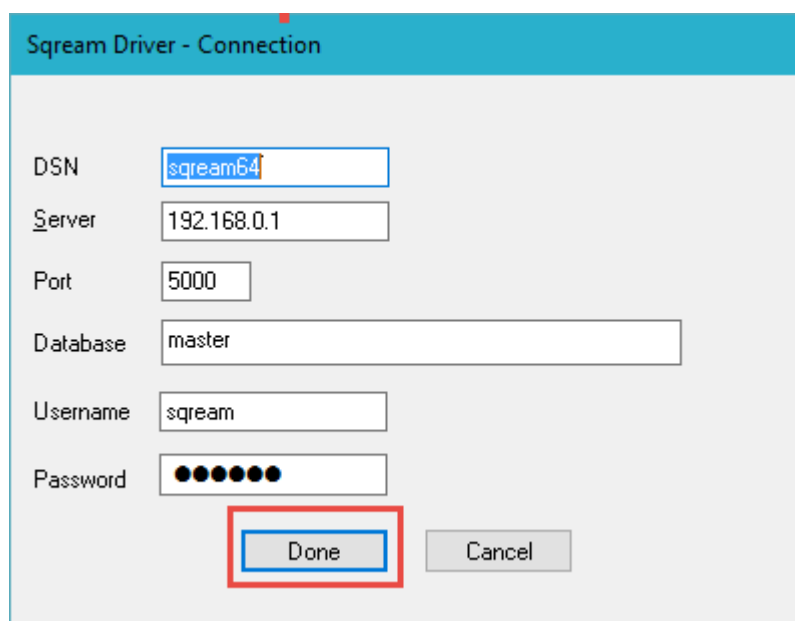 Sqream Driver - Connection
DSN sqream64
Server 192.168.0.1
Port 5000
Database master
Username sqream
Password ●●●●●●
Done Cancel